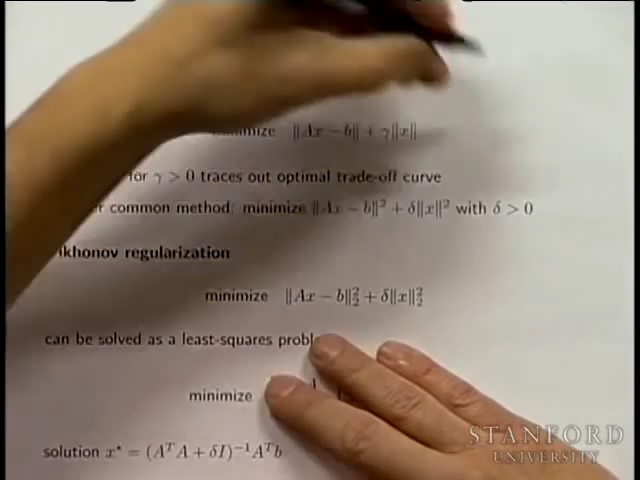 minimize ‖Ax − b‖ + γ‖x‖
for γ > 0 traces out optimal trade-off curve
common method: minimize ‖Ax − b‖² + δ‖x‖² with δ > 0
ikhonov regularization
minimize ‖Ax − b‖₂² + δ‖x‖₂²
can be solved as a least-squares
minimize
solution x* = (AᵀA + δI)⁻¹Aᵀb
STANFORD
UNIVERSITY